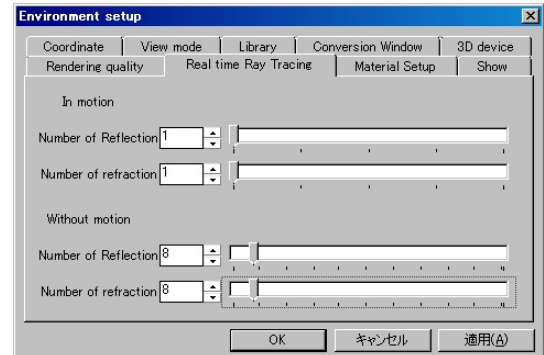 Environment setup
Coordinate View mode Library Conversion Window 3D device
Rendering quality Real time Ray Tracing Material Setup Show
In motion
Number of Reflection 1
Number of refraction 1
Without motion
Number of Reflection 8
Number of refraction 8
OK キャンセル 適用(A)